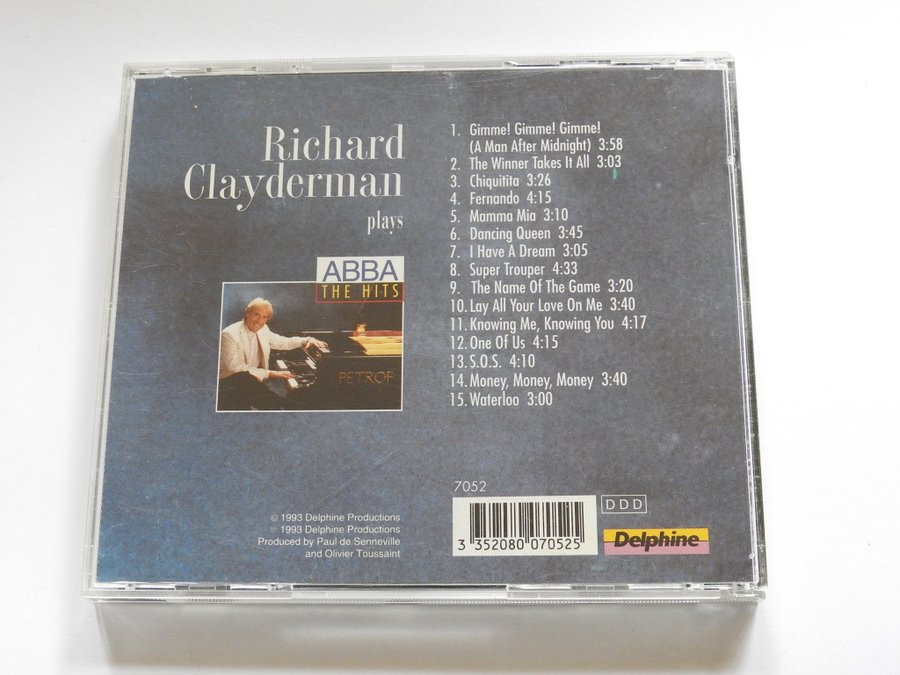 Richard
Clayderman
plays
ABBA
THE HITS
PETROF
1. Gimme! Gimme! Gimme!
(A Man After Midnight) 3:58
2. The Winner Takes It All 3:03
3. Chiquitita 3:26
4. Fernando 4:15
5. Mamma Mia 3:10
6. Dancing Queen 3:45
7. I Have A Dream 3:05
8. Super Trouper 4:33
9. The Name Of The Game 3:20
10. Lay All Your Love On Me 3:40
11. Knowing Me, Knowing You 4:17
12. One Of Us 4:15
13. S.O.S. 4:10
14. Money, Money, Money 3:40
15. Waterloo 3:00
© 1993 Delphine Productions
℗ 1993 Delphine Productions
Produced by Paul de Senneville
and Olivier Toussaint
7052
3 352080 070525
DDD
Delphine